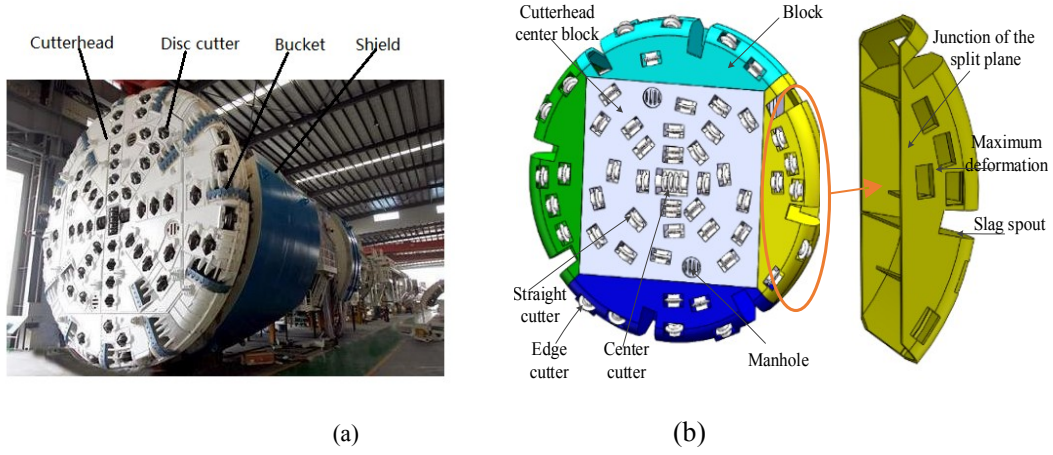 Cutterhead
Disc cutter
Bucket
Shield
Cutterhead
center block
Block
Junction of the
split plane
Maximum
deformation
Slag spout
Straight
cutter
Edge
cutter
Center
cutter
Manhole
(a)
(b)